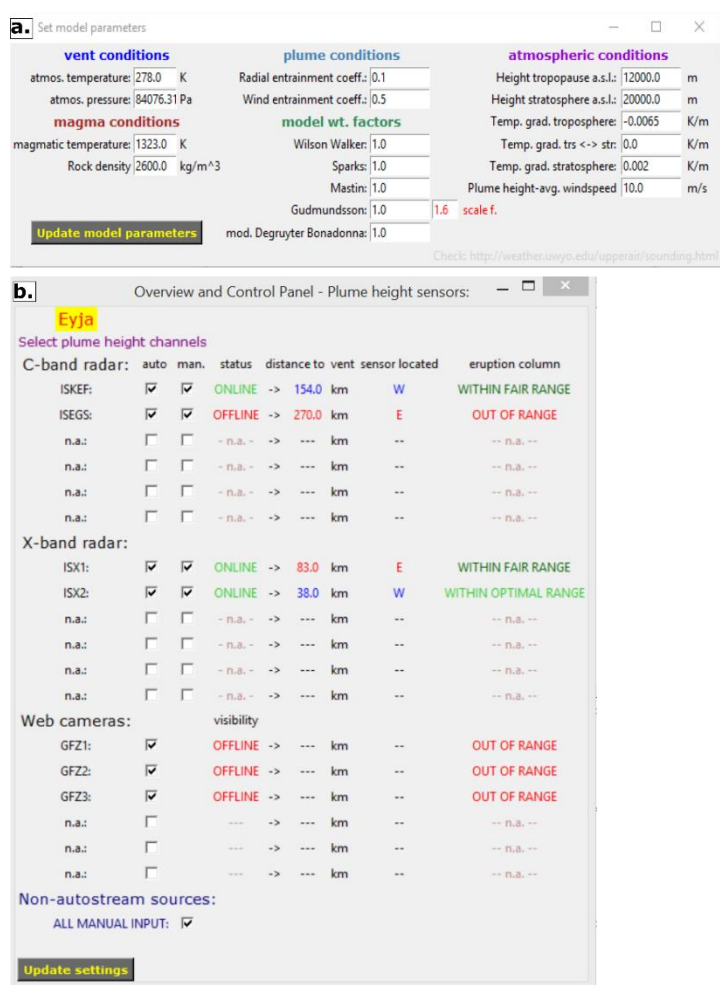 a. Set model parameters
vent conditions plume conditions atmospheric conditions
atmos. temperature: 278.0 K Radial entrainment coeff.: 0.1 Height tropopause a.s.l.: 12000.0 m
atmos. pressure: 84076.31 Pa Wind entrainment coeff.: 0.5 Height stratosphere a.s.l.: 20000.0 m
magma conditions model wt. factors Temp. grad. troposphere: -0.0065 K/m
magmatic temperature: 1323.0 K Wilson Walker: 1.0 Temp. grad. trs <-> str: 0.0 K/m
Rock density 2600.0 kg/m^3 Sparks: 1.0 Temp. grad. stratosphere: 0.002 K/m
Mastin: 1.0 Plume height-avg. windspeed 10.0 m/s
Gudmundsson: 1.0 1.6 scale f.
Update model parameters mod. Degruyter Bonadonna: 1.0
Check: http://weather.uwyo.edu/upperair/sounding.html
b. Overview and Control Panel - Plume height sensors:
Eyja
Select plume height channels
C-band radar: auto man. status distance to vent sensor located eruption column
ISKEF: ONLINE -> 154.0 km W WITHIN FAIR RANGE
ISEGS: OFFLINE -> 270.0 km E OUT OF RANGE
n.a.: - n.a. - -> --- km -- -- n.a. --
n.a.: - n.a. - -> --- km -- -- n.a. --
n.a.: - n.a. - -> --- km -- -- n.a. --
n.a.: - n.a. - -> --- km -- -- n.a. --
X-band radar:
ISX1: ONLINE -> 83.0 km E WITHIN FAIR RANGE
ISX2: ONLINE -> 38.0 km W WITHIN OPTIMAL RANGE
n.a.: - n.a. - -> --- km -- -- n.a. --
n.a.: - n.a. - -> --- km -- -- n.a. --
n.a.: - n.a. - -> --- km -- -- n.a. --
n.a.: - n.a. - -> --- km -- -- n.a. --
Web cameras: visibility
GFZ1: OFFLINE -> --- km -- OUT OF RANGE
GFZ2: OFFLINE -> --- km -- OUT OF RANGE
GFZ3: OFFLINE -> --- km -- OUT OF RANGE
n.a.: --- -> --- km -- -- n.a. --
n.a.: --- -> --- km -- -- n.a. --
n.a.: --- -> --- km -- -- n.a. --
Non-autostream sources:
ALL MANUAL INPUT:
Update settings